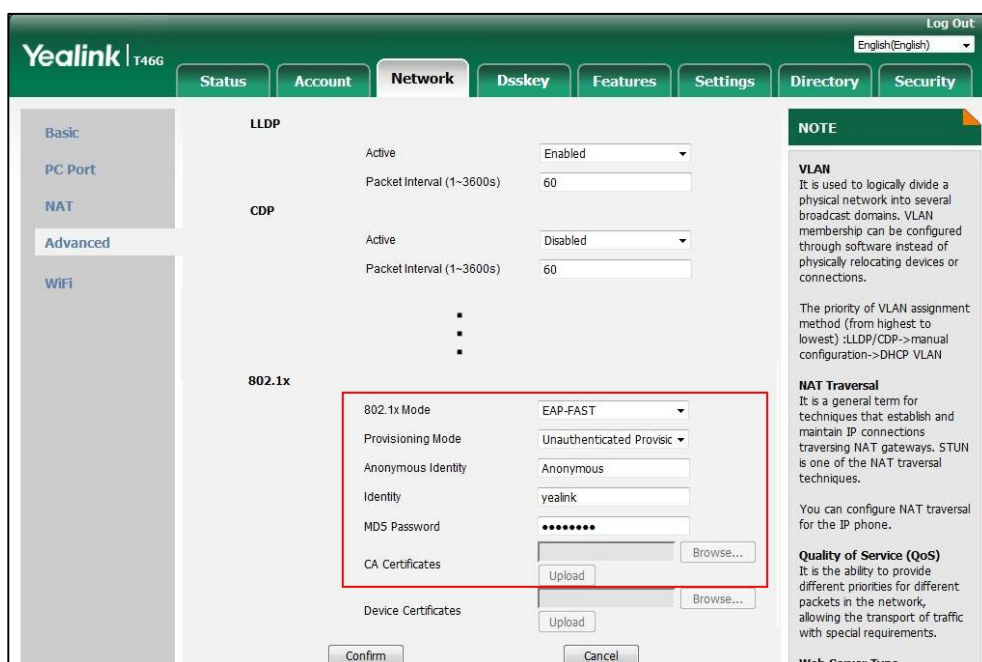 Log Out
Yealink T46G
English(English)
Status
Account
Network
Dsskey
Features
Settings
Directory
Security
Basic
PC Port
NAT
Advanced
WiFi
LLDP
Active
Enabled
Packet Interval (1~3600s)
60
CDP
Active
Disabled
Packet Interval (1~3600s)
60
802.1x
802.1x Mode
EAP-FAST
Provisioning Mode
Unauthenticated Provisic
Anonymous Identity
Anonymous
Identity
yealink
MD5 Password
••••••••
CA Certificates
Browse...
Upload
Device Certificates
Browse...
Upload
Confirm
Cancel
NOTE
VLAN
It is used to logically divide a
physical network into several
broadcast domains. VLAN
membership can be configured
through software instead of
physically relocating devices or
connections.
The priority of VLAN assignment
method (from highest to
lowest) :LLDP/CDP->manual
configuration->DHCP VLAN
NAT Traversal
It is a general term for
techniques that establish and
maintain IP connections
traversing NAT gateways. STUN
is one of the NAT traversal
techniques.
You can configure NAT traversal
for the IP phone.
Quality of Service (QoS)
It is the ability to provide
different priorities for different
packets in the network,
allowing the transport of traffic
with special requirements.
Web Server Type